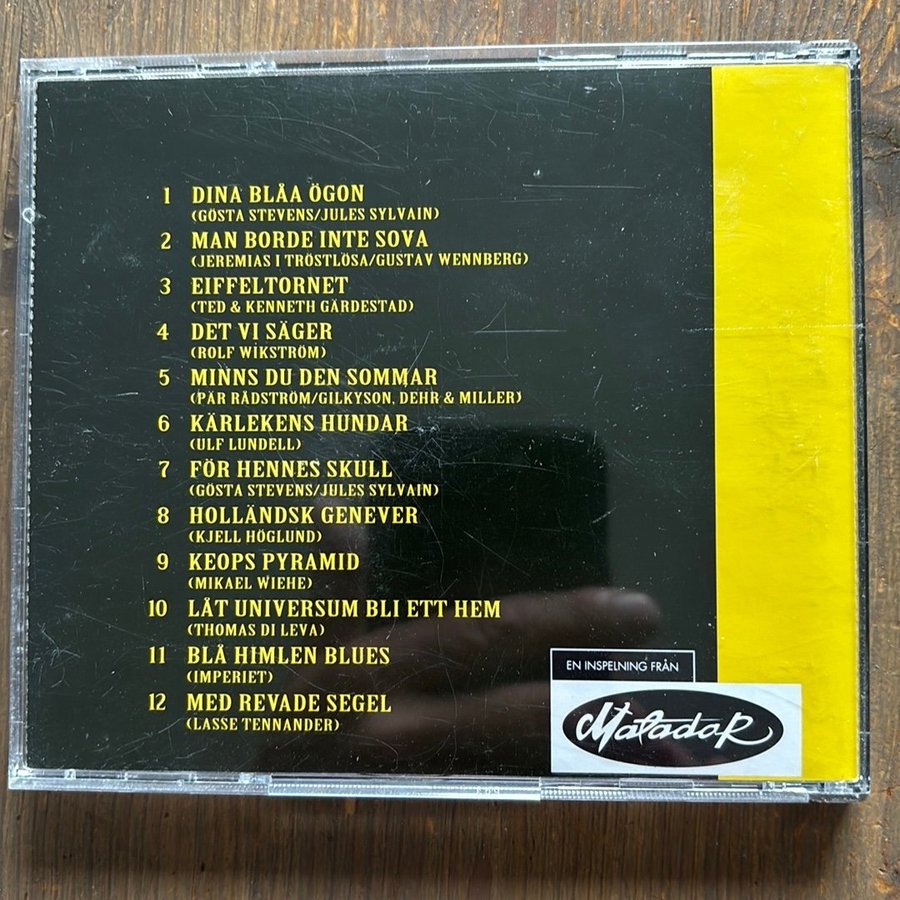 1 DINA BLÅA ÖGON
(GÖSTA STEVENS/JULES SYLVAIN)
2 MAN BORDE INTE SOVA
(JEREMIAS I TRÖSTLÖSA/GUSTAV WENNBERG)
3 EIFFELTORNET
(TED & KENNETH GÄRDESTAD)
4 DET VI SÄGER
(ROLF WIKSTRÖM)
5 MINNS DU DEN SOMMAR
(PÄR RÅDSTRÖM/GILKYSON, DEHR & MILLER)
6 KÄRLEKENS HUNDAR
(ULF LUNDELL)
7 FÖR HENNES SKULL
(GÖSTA STEVENS/JULES SYLVAIN)
8 HOLLÄNDSK GENEVER
(KJELL HÖGLUND)
9 KEOPS PYRAMID
(MIKAEL WIEHE)
10 LÅT UNIVERSUM BLI ETT HEM
(THOMAS DI LEVA)
11 BLÅ HIMLEN BLUES
(IMPERIET)
12 MED REVADE SEGEL
(LASSE TENNANDER)
EN INSPELNING FRÅN
MatadoR